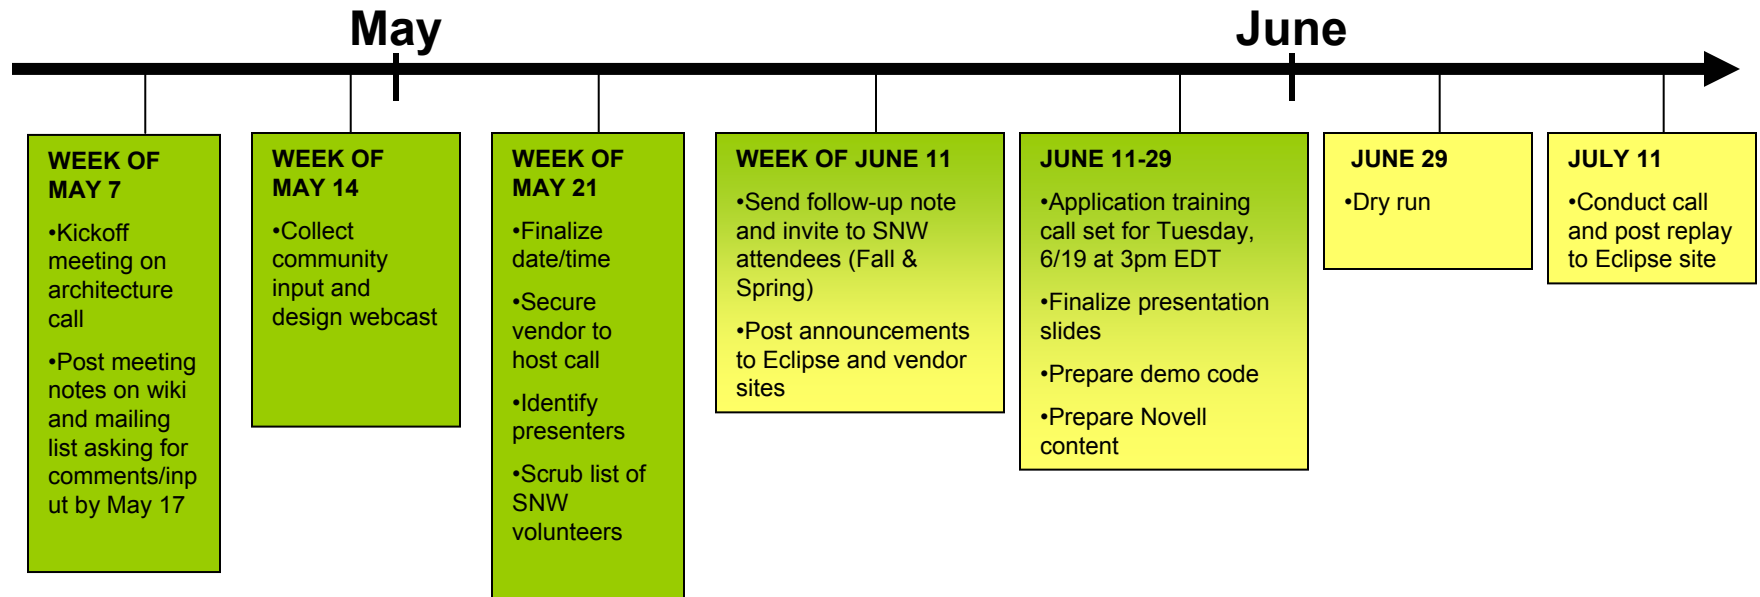 May
June
WEEK OF
MAY 7
•Kickoff
meeting on
architecture
call
•Post meeting
notes on wiki
and mailing
list asking for
comments/inp
ut by May 17
WEEK OF
MAY 14
•Collect
community
input and
design webcast
WEEK OF
MAY 21
•Finalize
date/time
•Secure
vendor to
host call
•Identify
presenters
•Scrub list of
SNW
volunteers
WEEK OF JUNE 11
•Send follow-up note
and invite to SNW
attendees (Fall &
Spring)
•Post announcements
to Eclipse and vendor
sites
JUNE 11-29
•Application training
call set for Tuesday,
6/19 at 3pm EDT
•Finalize presentation
slides
•Prepare demo code
•Prepare Novell
content
JUNE 29
•Dry run
JULY 11
•Conduct call
and post replay
to Eclipse site